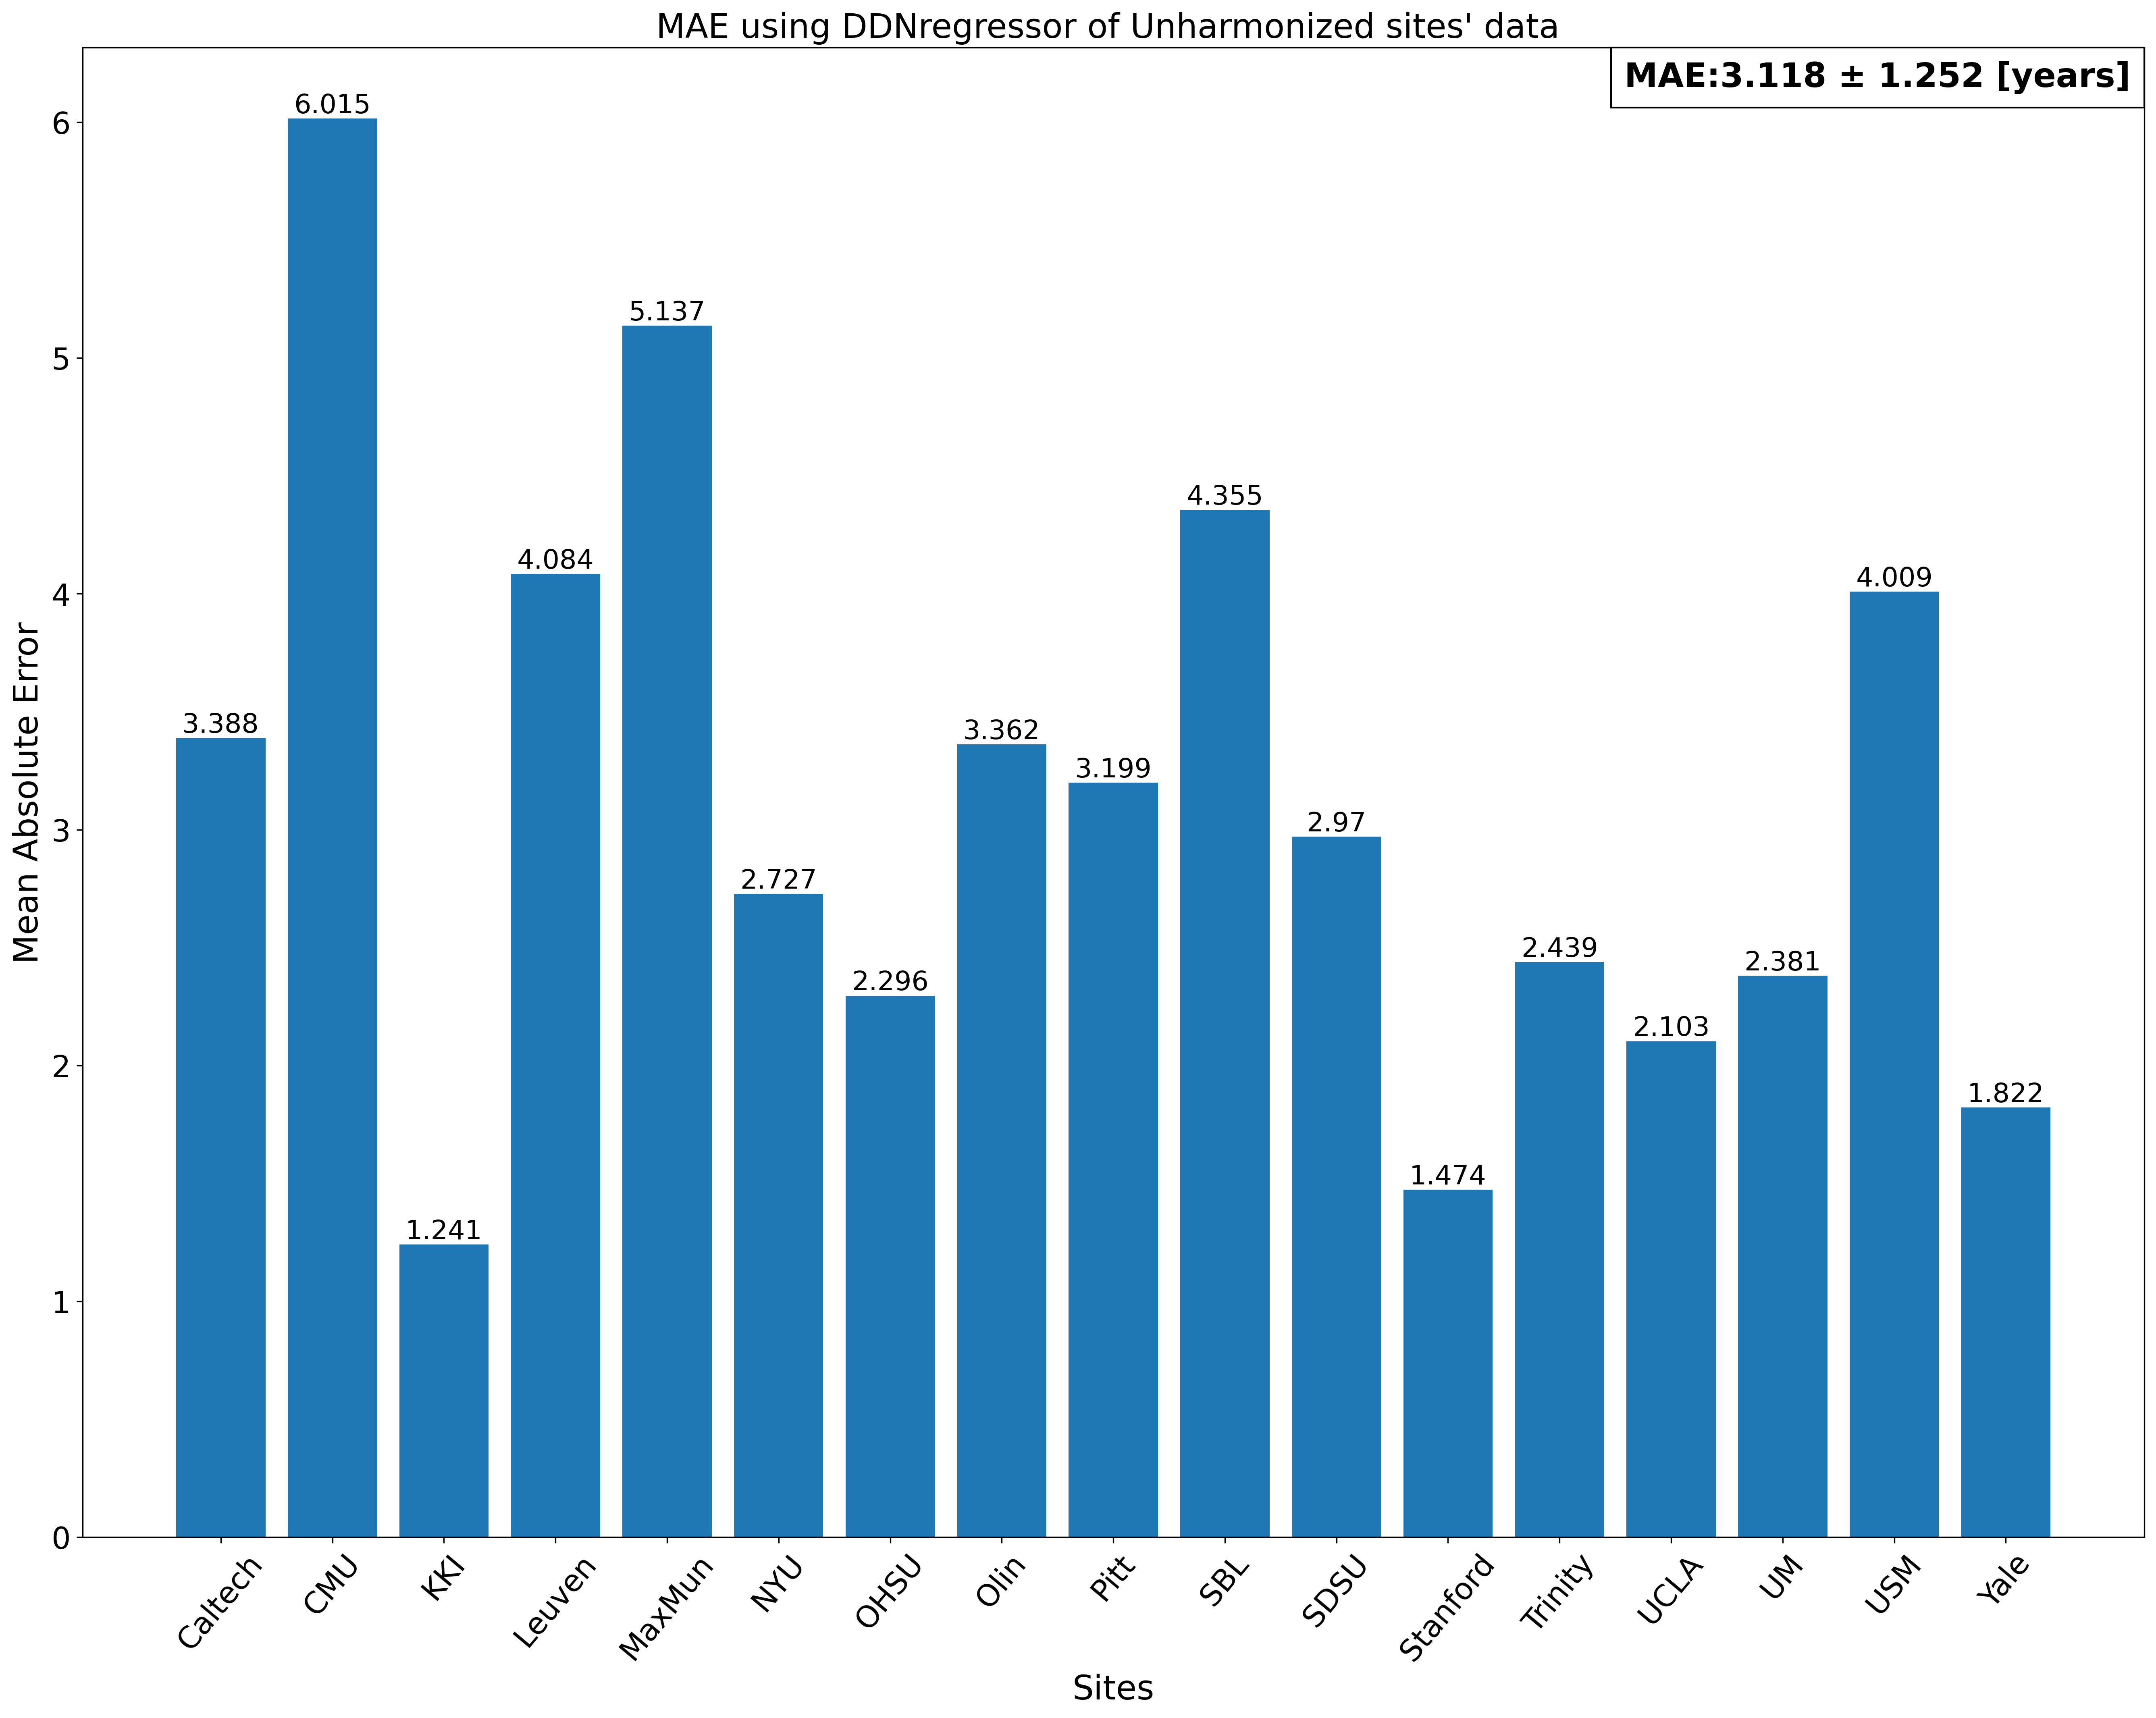 MAE using DDNregressor of Unharmonized sites' data
MAE:3.118 ± 1.252 [years]
Mean Absolute Error
6
5
4
3
2
1
0
3.388
6.015
1.241
4.084
5.137
2.727
2.296
3.362
3.199
4.355
2.97
1.474
2.439
2.103
2.381
4.009
1.822
Caltech
CMU
KKI
Leuven
MaxMun
NYU
OHSU
Olin
Pitt
SBL
SDSU
Stanford
Trinity
UCLA
UM
USM
Yale
Sites